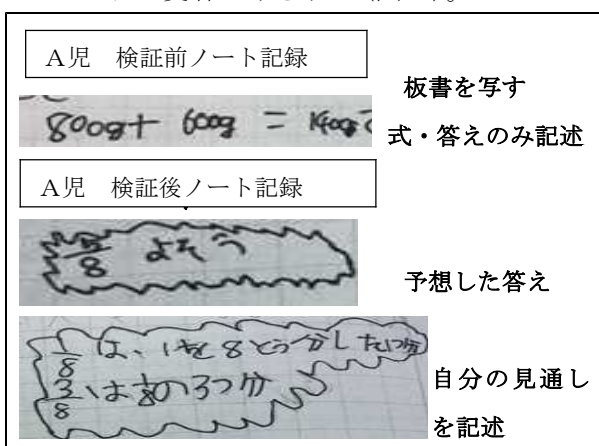 A児 検証前ノート記録
板書を写す
800g+ 600g = 1400g
式・答えのみ記述
A児 検証後ノート記録
5/8 よそう
予想した答え
1/8は、1を8とう分した1つ分
3/8は1/8の3つ分
自分の見通し
を記述